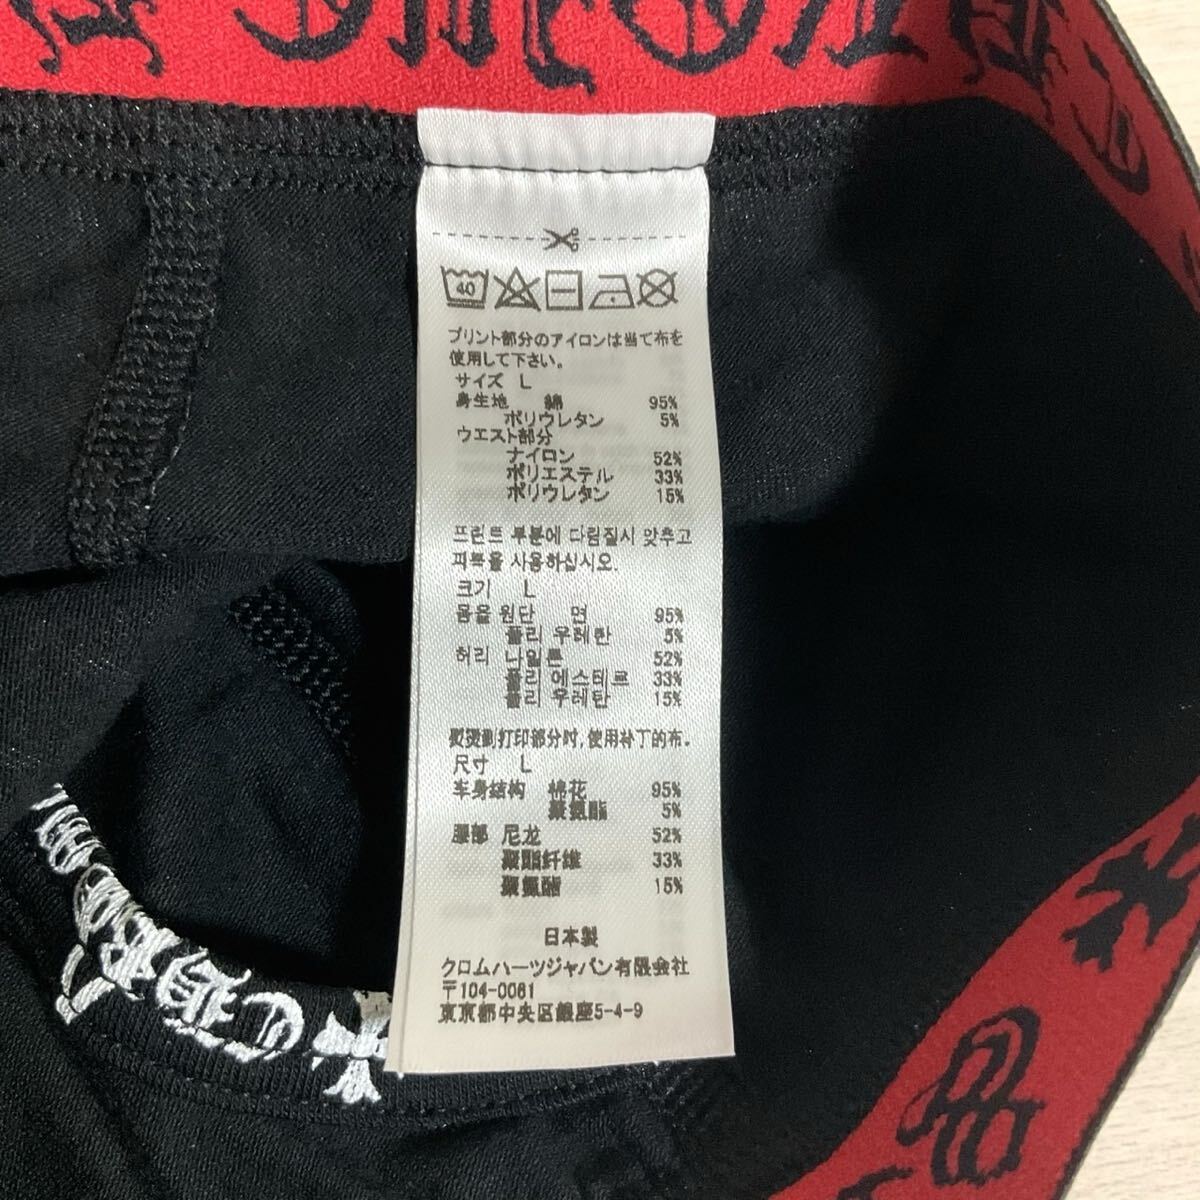 40
プリント部分のアイロンは当て布を
使用して下さい。
サイズ L
身生地 綿 95%
ポリウレタン 5%
ウエスト部分
ナイロン 52%
ポリエステル 33%
ポリウレタン 15%
프린트 부분에 다림질시 맞추고
피복을 사용하십시오.
크기 L
몸을 원단 면 95%
폴리 우레탄 5%
허리 나일론 52%
폴리 에스테르 33%
폴리 우레탄 15%
熨烫到打印部分时,使用补丁的布。
尺寸 L
车身结构 棉花 95%
聚氨酯 5%
腰部 尼龙 52%
聚酯纤维 33%
聚氨酯 15%
日本製
クロムハーツジャパン有限会社
〒104-0061
東京都中央区銀座5-4-9